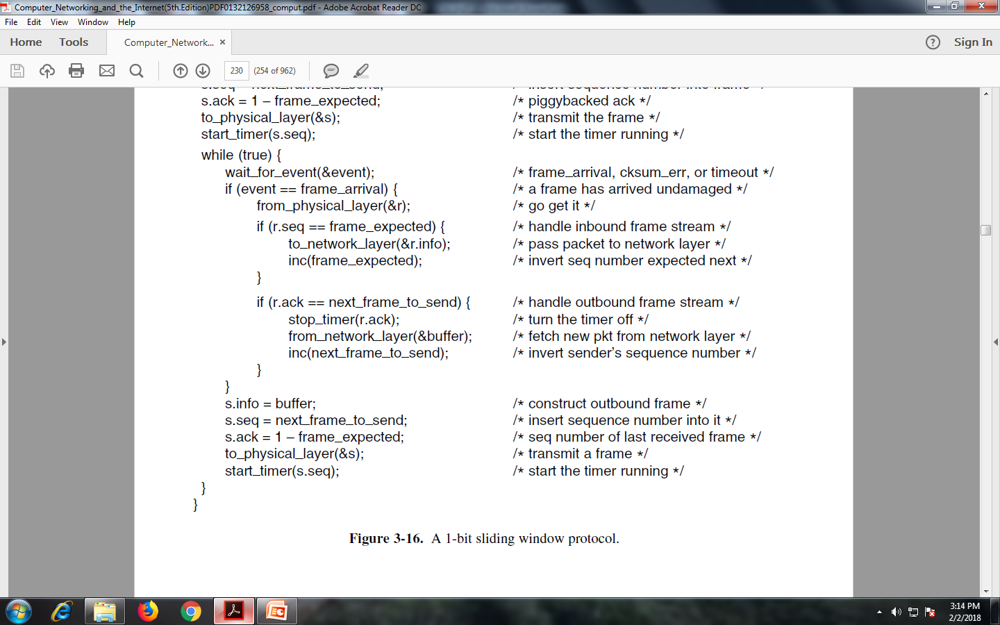 Computer_Networking_and_the_Internet(5th.Edition)PDF0132126958_comput.pdf - Adobe Acrobat Reader DC
File Edit View Window Help
Home Tools Computer_Network... × ? Sign In
230 (254 of 962)
s.seq = next_frame_to_send; /* insert sequence number into frame */
s.ack = 1 – frame_expected; /* piggybacked ack */
to_physical_layer(&s); /* transmit the frame */
start_timer(s.seq); /* start the timer running */
while (true) {
wait_for_event(&event); /* frame_arrival, cksum_err, or timeout */
if (event == frame_arrival) { /* a frame has arrived undamaged */
from_physical_layer(&r); /* go get it */
if (r.seq == frame_expected) { /* handle inbound frame stream */
to_network_layer(&r.info); /* pass packet to network layer */
inc(frame_expected); /* invert seq number expected next */
}
if (r.ack == next_frame_to_send) { /* handle outbound frame stream */
stop_timer(r.ack); /* turn the timer off */
from_network_layer(&buffer); /* fetch new pkt from network layer */
inc(next_frame_to_send); /* invert sender’s sequence number */
}
}
s.info = buffer; /* construct outbound frame */
s.seq = next_frame_to_send; /* insert sequence number into it */
s.ack = 1 – frame_expected; /* seq number of last received frame */
to_physical_layer(&s); /* transmit a frame */
start_timer(s.seq); /* start the timer running */
}
}
Figure 3-16. A 1-bit sliding window protocol.
3:14 PM
2/2/2018